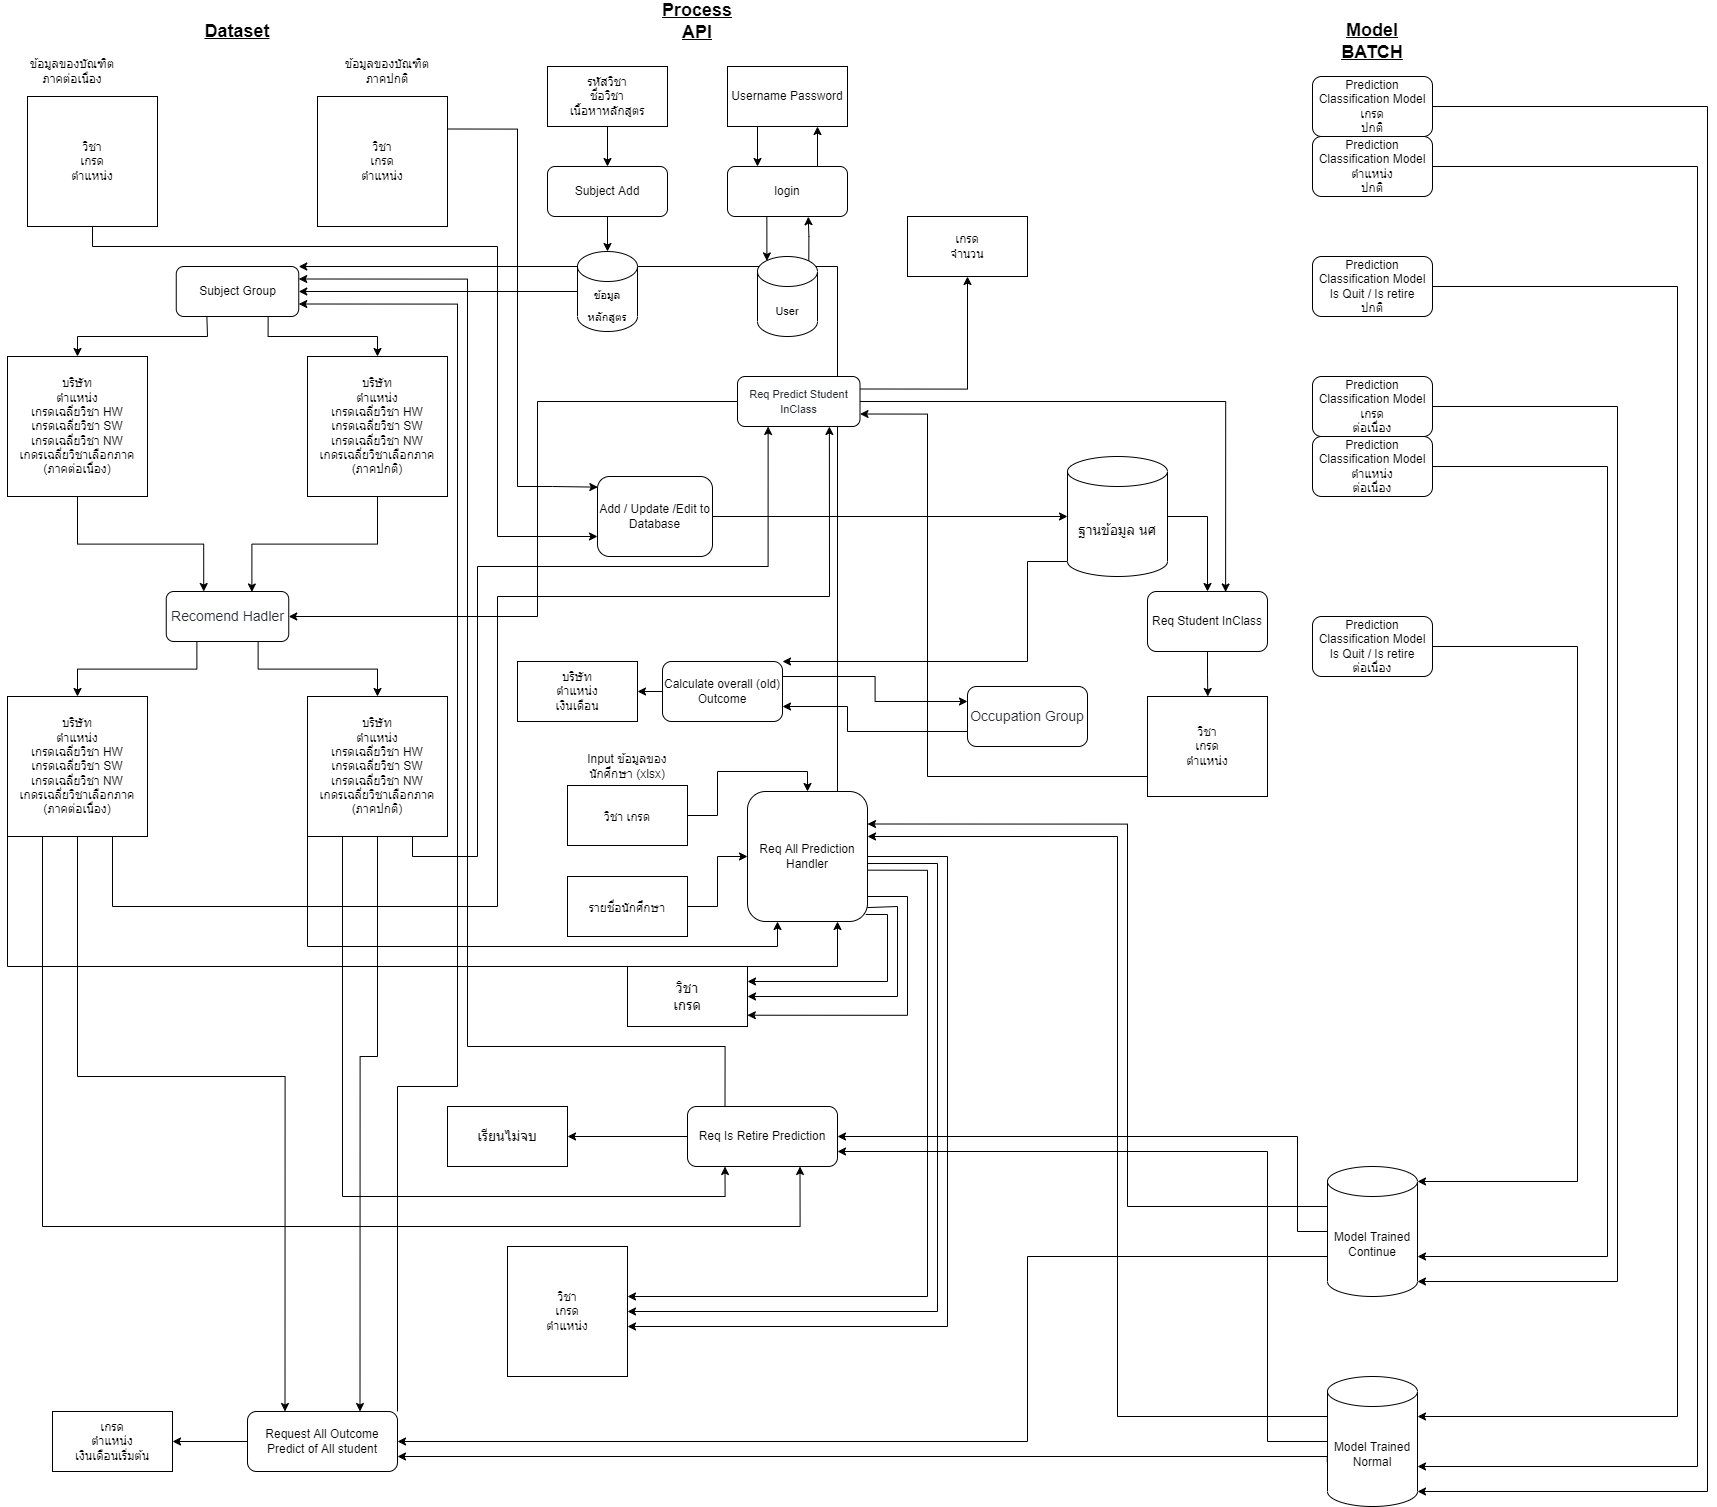 Dataset
Process
API
Model
BATCH
ข้อมูลของบัณฑิต
ภาคต่อเนื่อง
วิชา
เกรด
ตำแหน่ง
ข้อมูลของบัณฑิต
ภาคปกติ
วิชา
เกรด
ตำแหน่ง
รหัสวิชา
ชื่อวิชา
เนื้อหาหลักสูตร
Username Password
Subject Add
login
ข้อมูล
หลักสูตร
User
เกรด
จำนวน
Prediction
Classification Model
เกรด
ปกติ
Prediction
Classification Model
ตำแหน่ง
ปกติ
Prediction
Classification Model
Is Quit / Is retire
ปกติ
Prediction
Classification Model
เกรด
ต่อเนื่อง
Prediction
Classification Model
ตำแหน่ง
ต่อเนื่อง
Prediction
Classification Model
Is Quit / Is retire
ต่อเนื่อง
Subject Group
บริษัท
ตำแหน่ง
เกรดเฉลี่ยวิชา HW
เกรดเฉลี่ยวิชา SW
เกรดเฉลี่ยวิชา NW
เกดรเฉลี่ยวิชาเลือกภาค
(ภาคต่อเนื่อง)
บริษัท
ตำแหน่ง
เกรดเฉลี่ยวิชา HW
เกรดเฉลี่ยวิชา SW
เกรดเฉลี่ยวิชา NW
เกดรเฉลี่ยวิชาเลือกภาค
(ภาคปกติ)
Req Predict Student
InClass
Add / Update /Edit to
Database
ฐานข้อมูล นศ
Req Student InClass
Recomend Hadler
บริษัท
ตำแหน่ง
เงินเดือน
Calculate overall (old)
Outcome
Occupation Group
วิชา
เกรด
ตำแหน่ง
บริษัท
ตำแหน่ง
เกรดเฉลี่ยวิชา HW
เกรดเฉลี่ยวิชา SW
เกรดเฉลี่ยวิชา NW
เกดรเฉลี่ยวิชาเลือกภาค
(ภาคต่อเนื่อง)
บริษัท
ตำแหน่ง
เกรดเฉลี่ยวิชา HW
เกรดเฉลี่ยวิชา SW
เกรดเฉลี่ยวิชา NW
เกดรเฉลี่ยวิชาเลือกภาค
(ภาคปกติ)
Input ข้อมูลของ
นักศึกษา (xlsx)
วิชา เกรด
รายชื่อนักศึกษา
Req All Prediction
Handler
วิชา
เกรด
เรียนไม่จบ
Req Is Retire Prediction
วิชา
เกรด
ตำแหน่ง
Model Trained
Continue
Model Trained
Normal
เกรด
ตำแหน่ง
เงินเดือนเริ่มต้น
Request All Outcome
Predict of All student